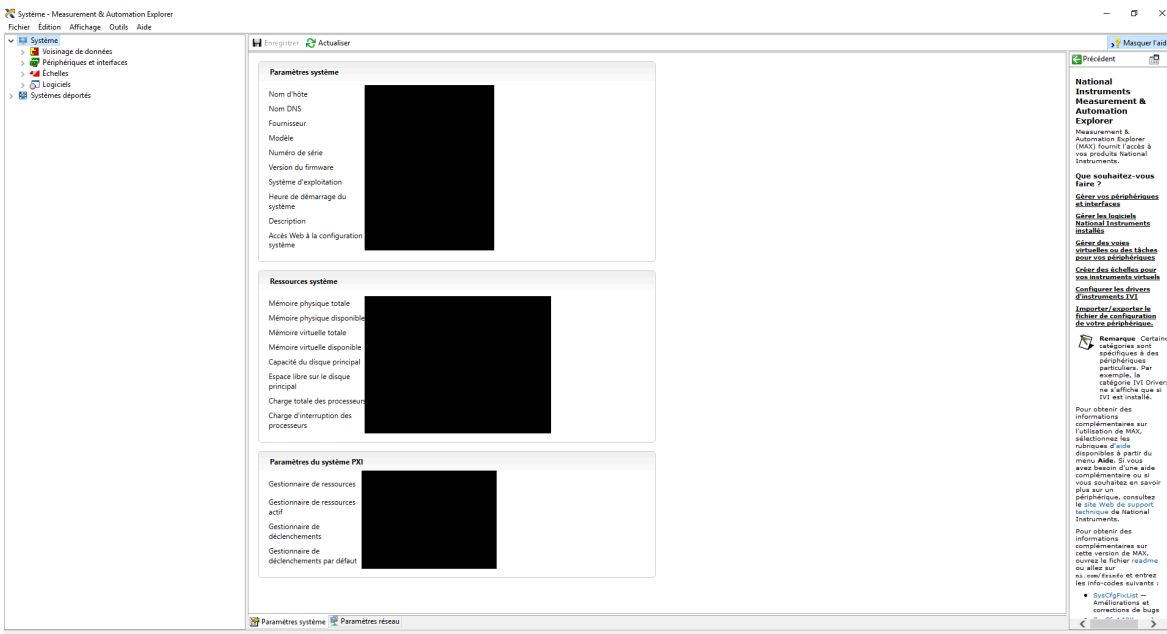 Système - Measurement & Automation Explorer
Fichier Édition Affichage Outils Aide
Système
Voisinage de données
Périphériques et interfaces
Échelles
Logiciels
Systèmes déportés
Enregistrer Actualiser
Masquer l'aid
Paramètres système
Nom d'hôte
Nom DNS
Fournisseur
Modèle
Numéro de série
Version du firmware
Système d'exploitation
Heure de démarrage du
système
Description
Accès Web à la configuration
système
Ressources système
Mémoire physique totale
Mémoire physique disponible
Mémoire virtuelle totale
Mémoire virtuelle disponible
Capacité du disque principal
Espace libre sur le disque
principal
Charge totale des processeurs
Charge d'interruption des
processeurs
Paramètres du système PXI
Gestionnaire de ressources
Gestionnaire de ressources
actif
Gestionnaire de
déclenchements
Gestionnaire de
déclenchements par défaut
Paramètres système Paramètres réseau
Précédent
National
Instruments
Measurement &
Automation
Explorer
Measurement &
Automation Explorer
(MAX) fournit l'accès à
vos produits National
Instruments.
Que souhaitez-vous
faire ?
Gérer vos périphériques
et interfaces
Gérer les logiciels
National Instruments
installés
Gérer des voies
virtuelles ou des tâches
pour vos périphériques
Créer des échelles pour
vos instruments virtuels
Configurer les drivers
d'instruments IVI
Importer/exporter le
fichier de configuration
de votre périphérique.
Remarque Certaine
catégories sont
spécifiques à des
périphériques
particuliers. Par
exemple, la
catégorie IVI Drivers
ne s'affiche que si
IVI est installé.
Pour obtenir des
informations
complémentaires sur
l'utilisation de MAX,
sélectionnez les
rubriques d'aide
disponibles à partir du
menu Aide. Si vous
avez besoin d'une aide
complémentaire ou si
vous souhaitez en savoir
plus sur un
périphérique, consultez
le site Web de support
technique de National
Instruments.
Pour obtenir des
informations
complémentaires sur
cette version de MAX,
ouvrez le fichier readme
ou allez sur
ni.com/frinfo et entrez
les info-codes suivants :
SysCfgFixList —
Améliorations et
corrections de bugs